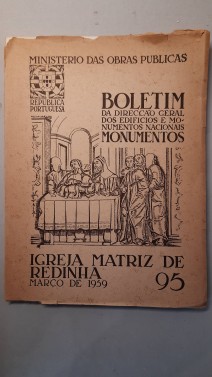 MINISTERIO DAS OBRAS PUBLICAS
REPÚBLICA
PORTUGUESA
BOLETIM
DA DIRECÇÃO GERAL
DOS EDIFICIOS E MO-
NUMENTOS NACIONAIS
MONUMENTOS
IGREJA MATRIZ DE
REDINHA
MARÇO DE 1959
95